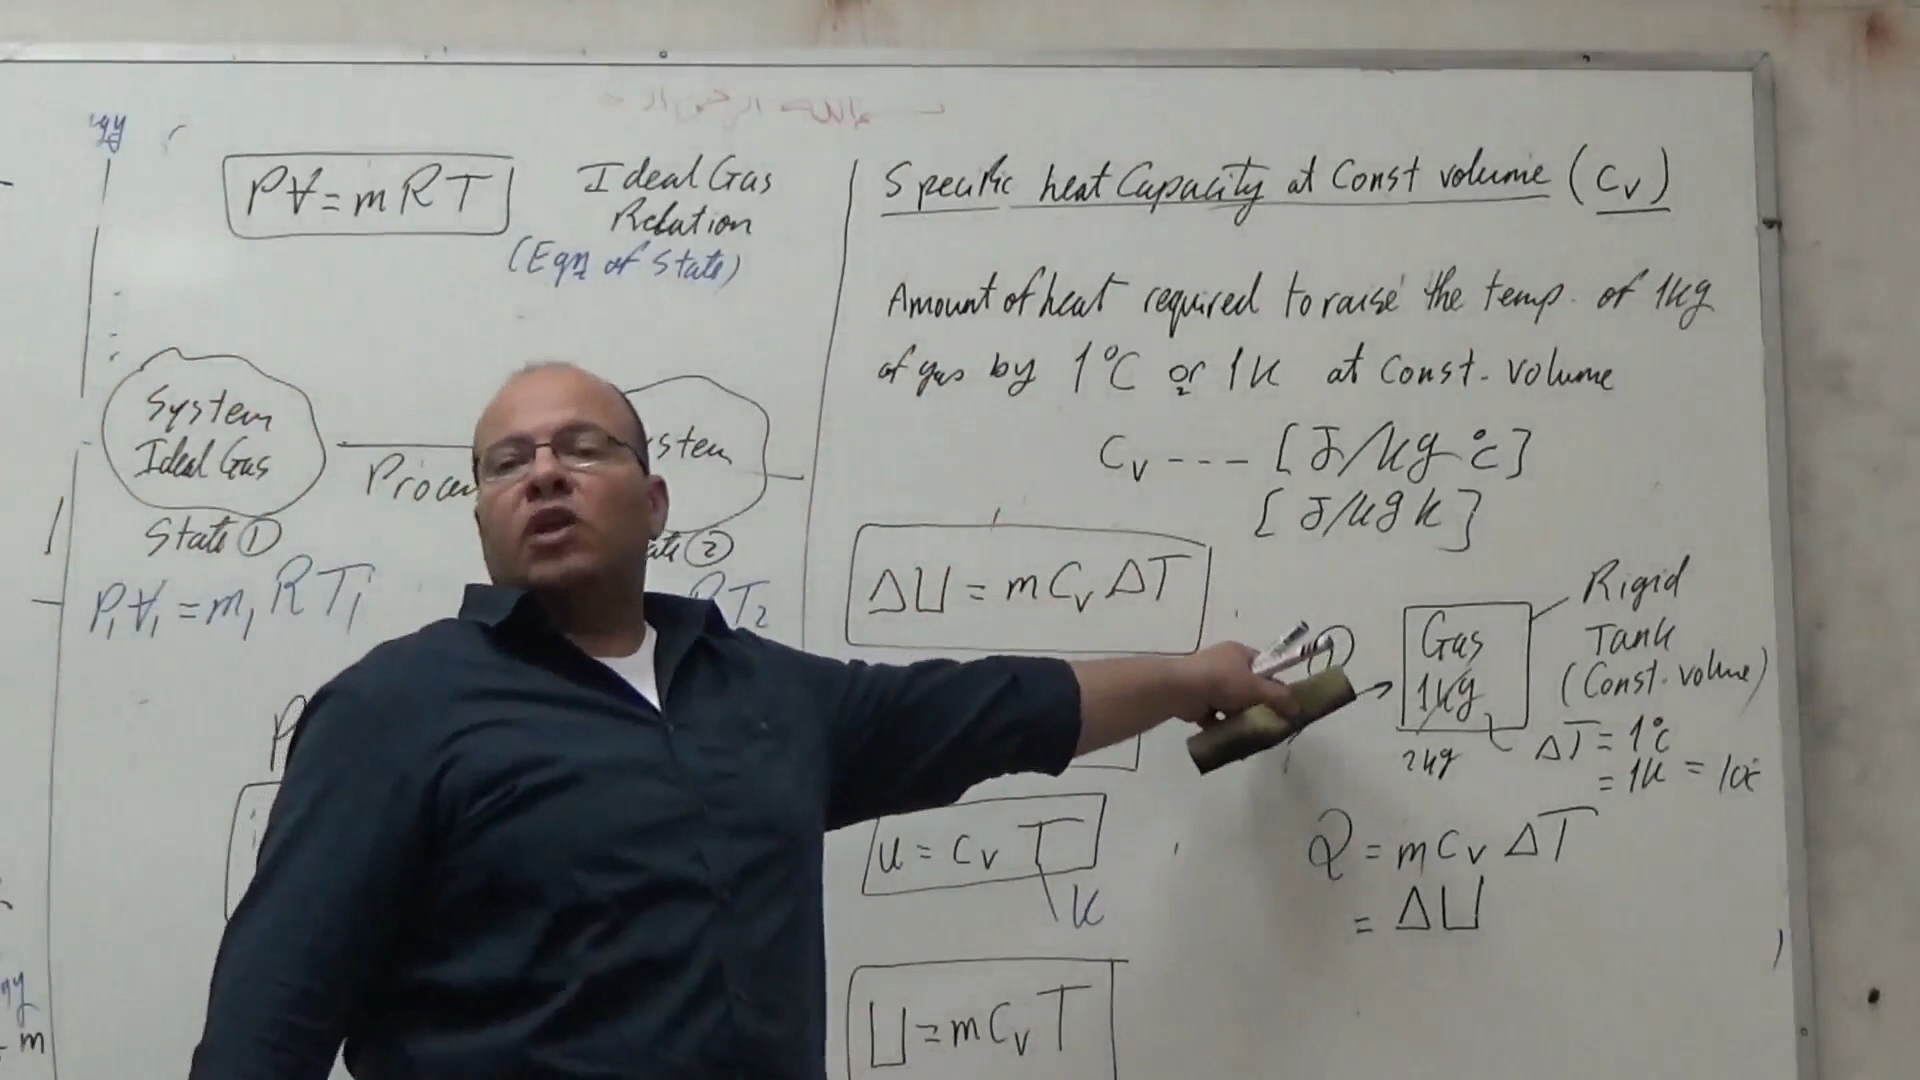 PV = mRT
Ideal Gas
Relation
(Eqn of State)
System
Ideal Gas
State ①
State ②
P₁V₁ = m₁RT₁
RT₂
Specific heat Capacity at Const volume (Cv)
Amount of heat required to raise the temp. of 1kg
of gas by 1°C or 1K at Const. volume
Cv --- [J/kg °C]
[J/kg K]
ΔU = mCvΔT
u = CvT
K
U = mCvT
Gas
1kg
2kg
Rigid
Tank
(Const. volume)
ΔT = 1°C
= 1K
Q = mCvΔT
= ΔU
m